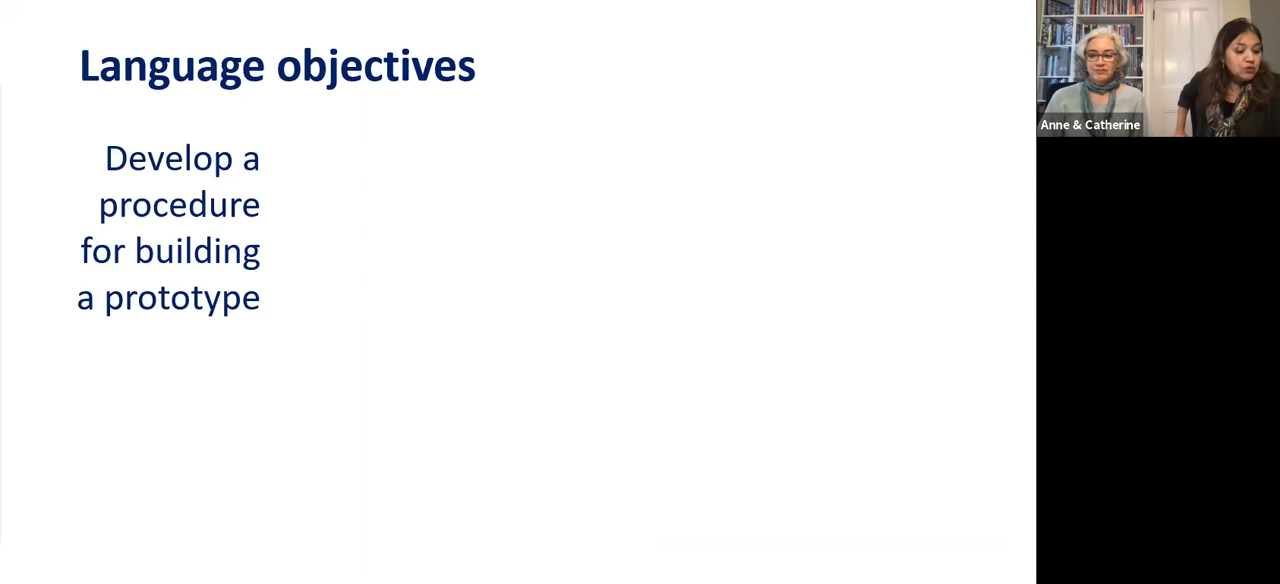 Language objectives
Develop a
procedure
for building
a prototype
Anne & Catherine